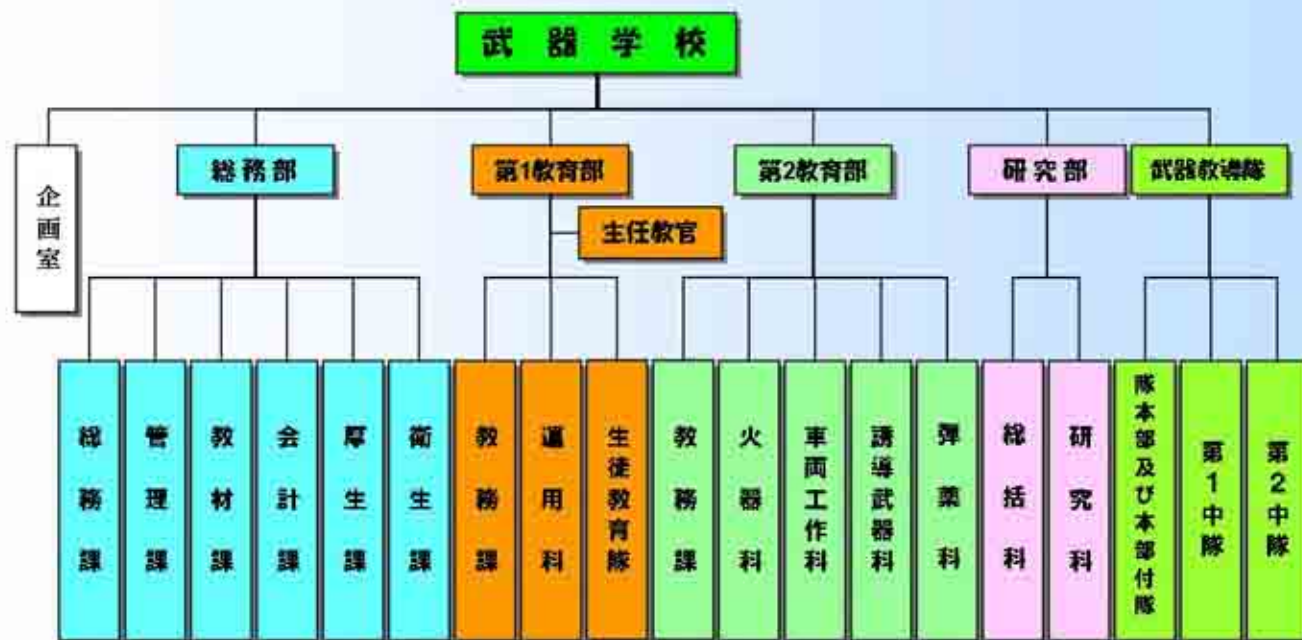 武器学校
企画室
総務部
第1教育部
第2教育部
研究部
武器教導隊
主任教官
総務課
管理課
教材課
会計課
厚生課
衛生課
教務課
運用科
生徒教育隊
教務課
火器科
車両工作科
誘導武器科
弾薬科
総括科
研究科
隊本部及び本部付隊
第1中隊
第2中隊